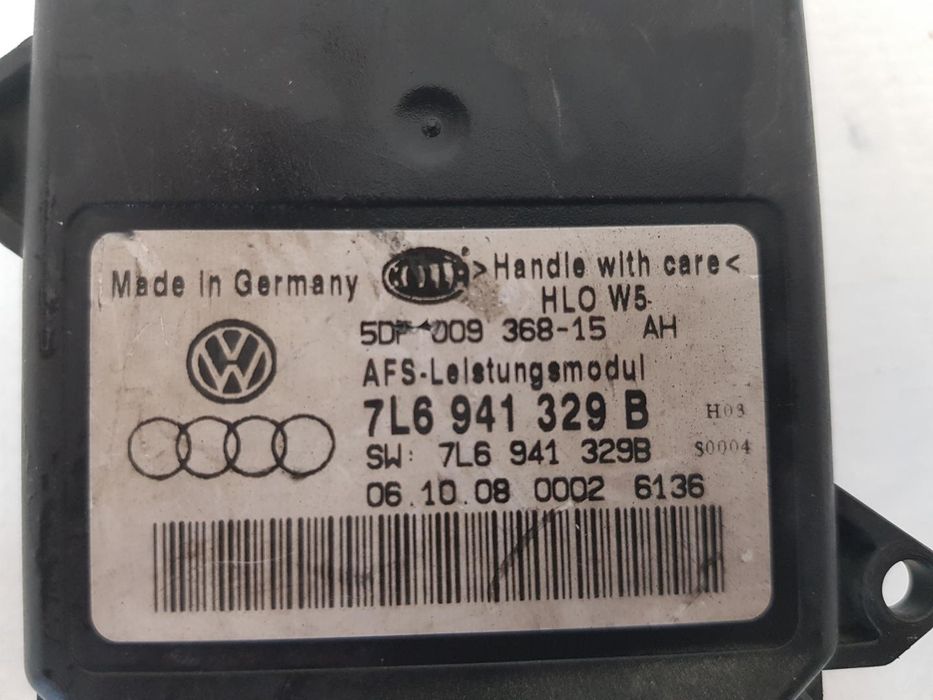 Made in Germany HELLA >Handle with care<
HLO W5
5DF 009 368-15 AH
AFS-Leistungsmodul
7L6 941 329 B H03
SW: 7L6 941 329B S0004
06.10.08 0002 6136